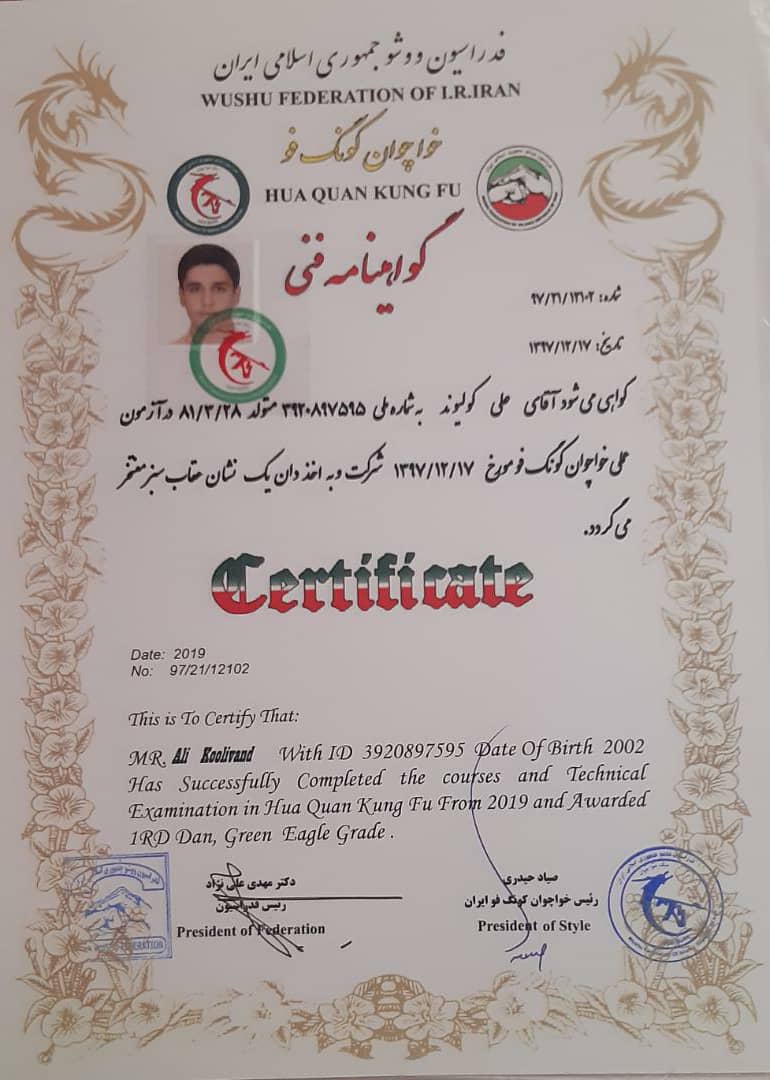 فدراسیون ووشو جمهوری اسلامی ایران
WUSHU FEDERATION OF I.R.IRAN
خواچوان کونگ فو
HUA QUAN KUNG FU
گواهینامه فنی
شماره: ۹۷/۲۱/۱۲۱۰۲
تاریخ: ۱۳۹۷/۱۲/۱۷
گواهی می شود آقای علی کولیوند به شماره ملی ۳۹۲۰۸۹۷۵۹۵ متولد ۸۱/۳/۲۸ در آزمون
عملی خواچوان کونگ فو مورخ ۱۳۹۷/۱۲/۱۷ شرکت و به اخذ دان یک نشان عقاب سبز مفتخر
می گردد.
Certificate
Date: 2019
No: 97/21/12102
This is To Certify That:
MR. Ali Koolivand With ID 3920897595 Date Of Birth 2002
Has Successfully Completed the courses and Technical
Examination in Hua Quan Kung Fu From 2019 and Awarded
1RD Dan, Green Eagle Grade .
دکتر مهدی علی نژاد
رئیس فدراسیون
President of Federation
صیاد حیدری
رئیس خواچوان کونگ فو ایران
President of Style
FEDERATION